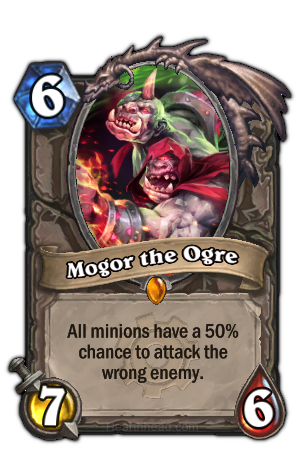 6
Mogor the Ogre
All minions have a 50%
chance to attack the
wrong enemy.
7
6